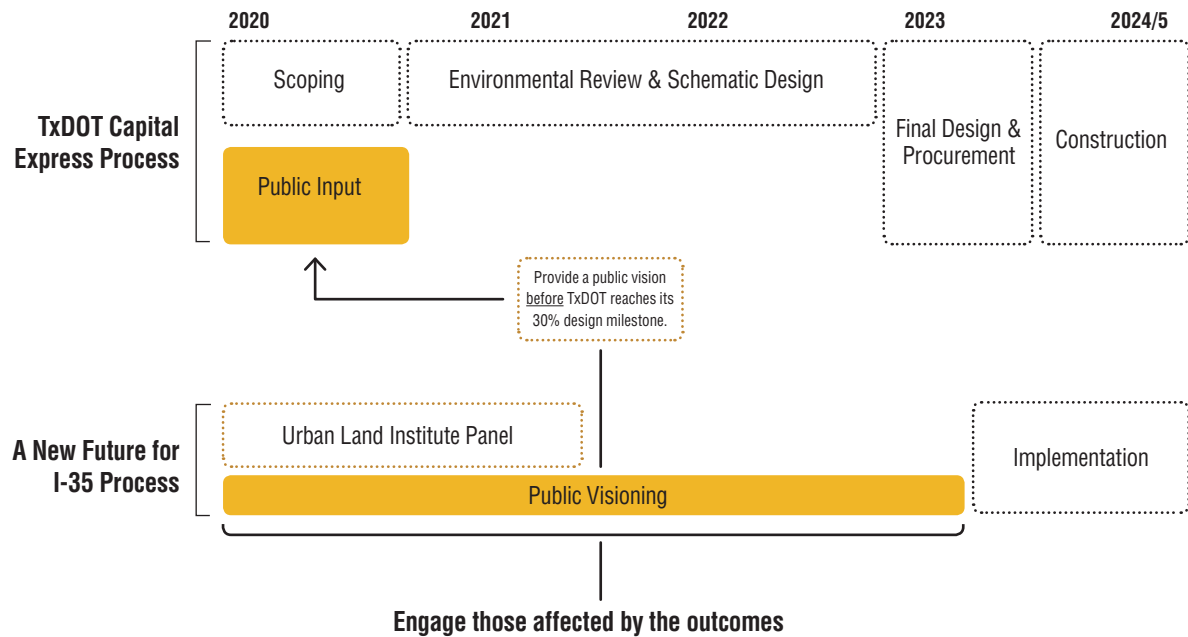 2020 2021 2022 2023 2024/5
TxDOT Capital
Express Process
Scoping
Environmental Review & Schematic Design
Final Design &
Procurement
Construction
Public Input
Provide a public vision
before TxDOT reaches its
30% design milestone.
A New Future for
I-35 Process
Urban Land Institute Panel
Public Visioning
Implementation
Engage those affected by the outcomes